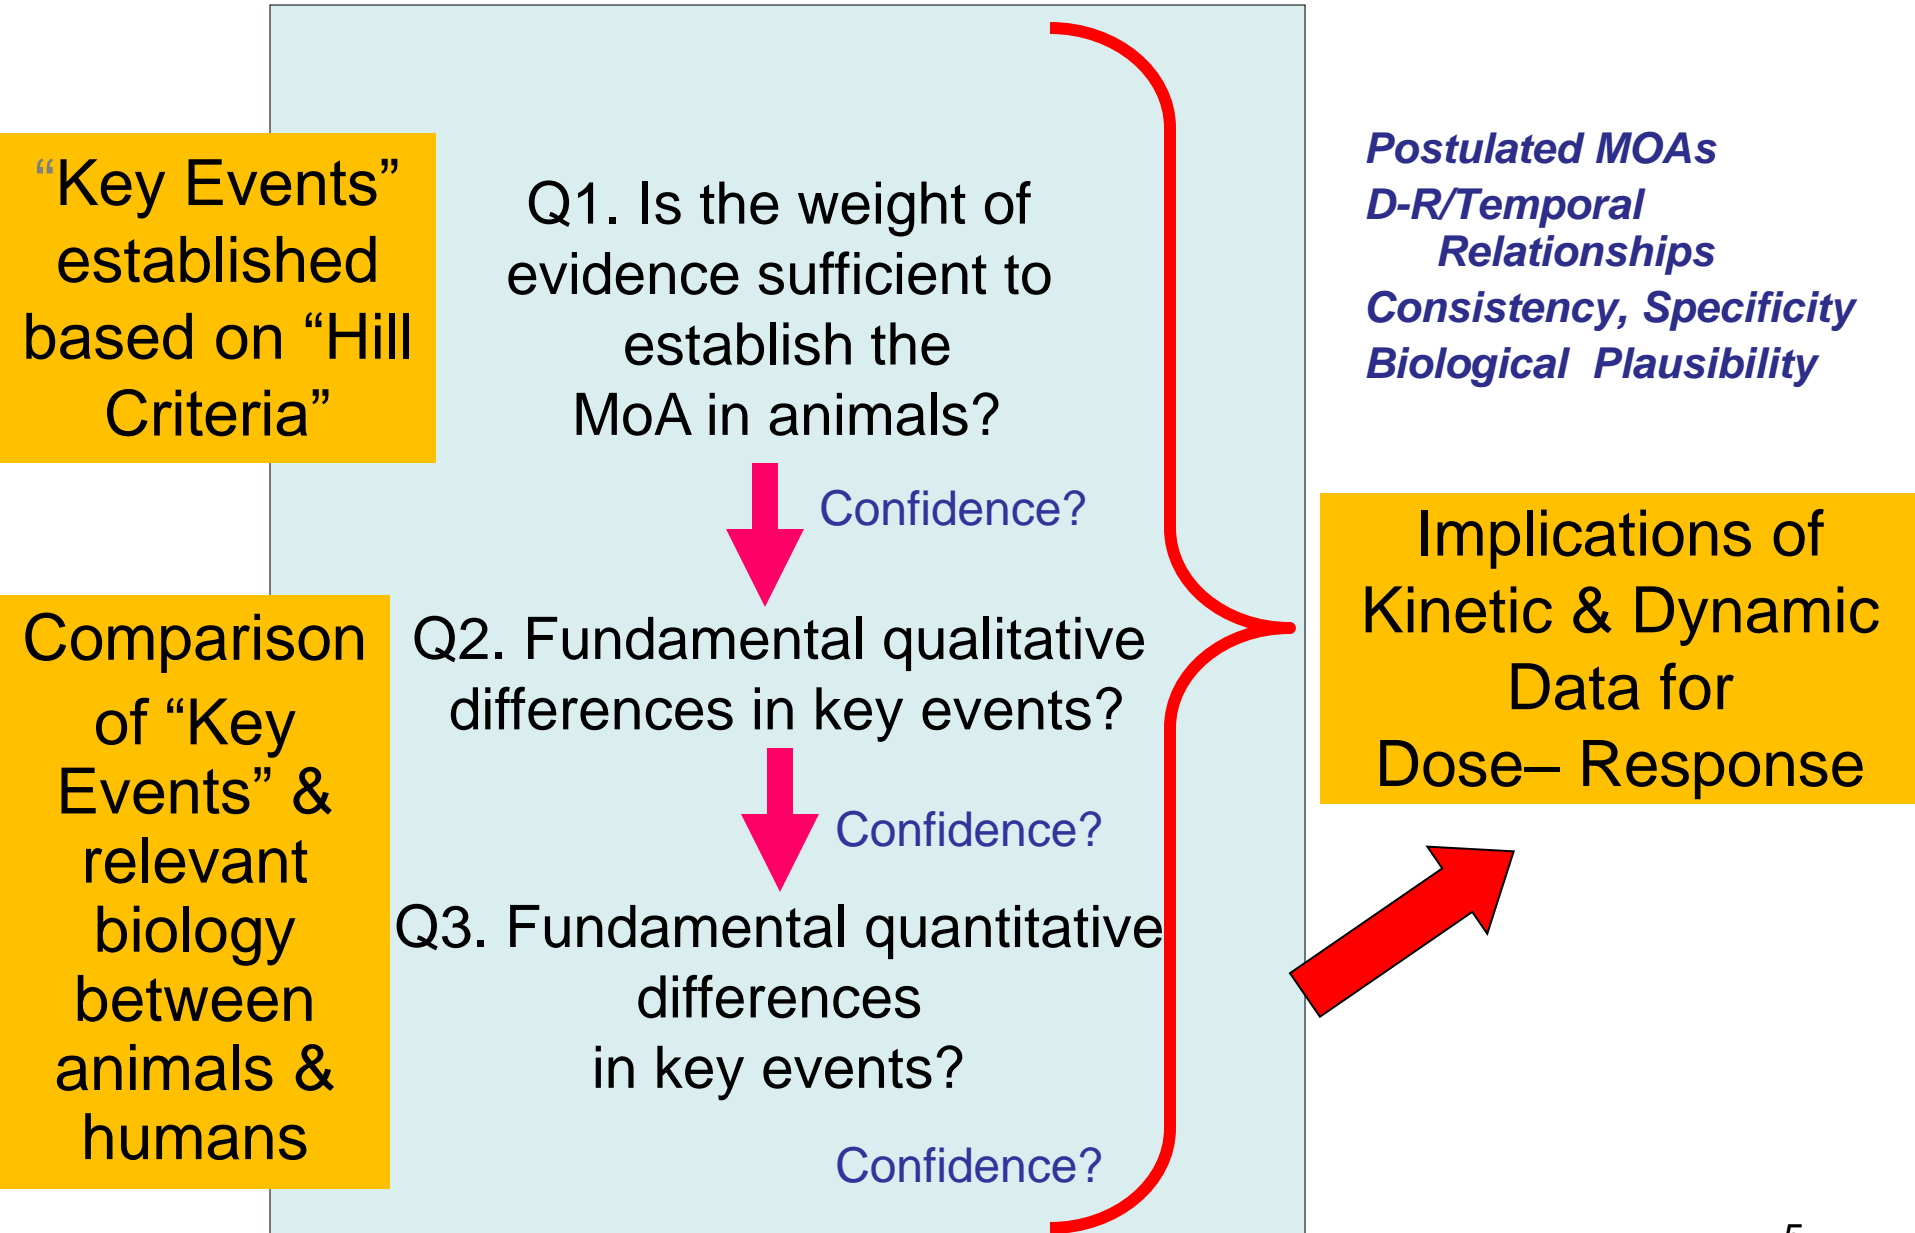 “Key Events”
established
based on “Hill
Criteria”
Q1. Is the weight of
evidence sufficient to
establish the
MoA in animals?
Confidence?
Comparison
of “Key
Events” &
relevant
biology
between
animals &
humans
Q2. Fundamental qualitative
differences in key events?
Confidence?
Q3. Fundamental quantitative
differences
in key events?
Confidence?
Postulated MOAs
D-R/Temporal
Relationships
Consistency, Specificity
Biological Plausibility
Implications of
Kinetic & Dynamic
Data for
Dose– Response
5